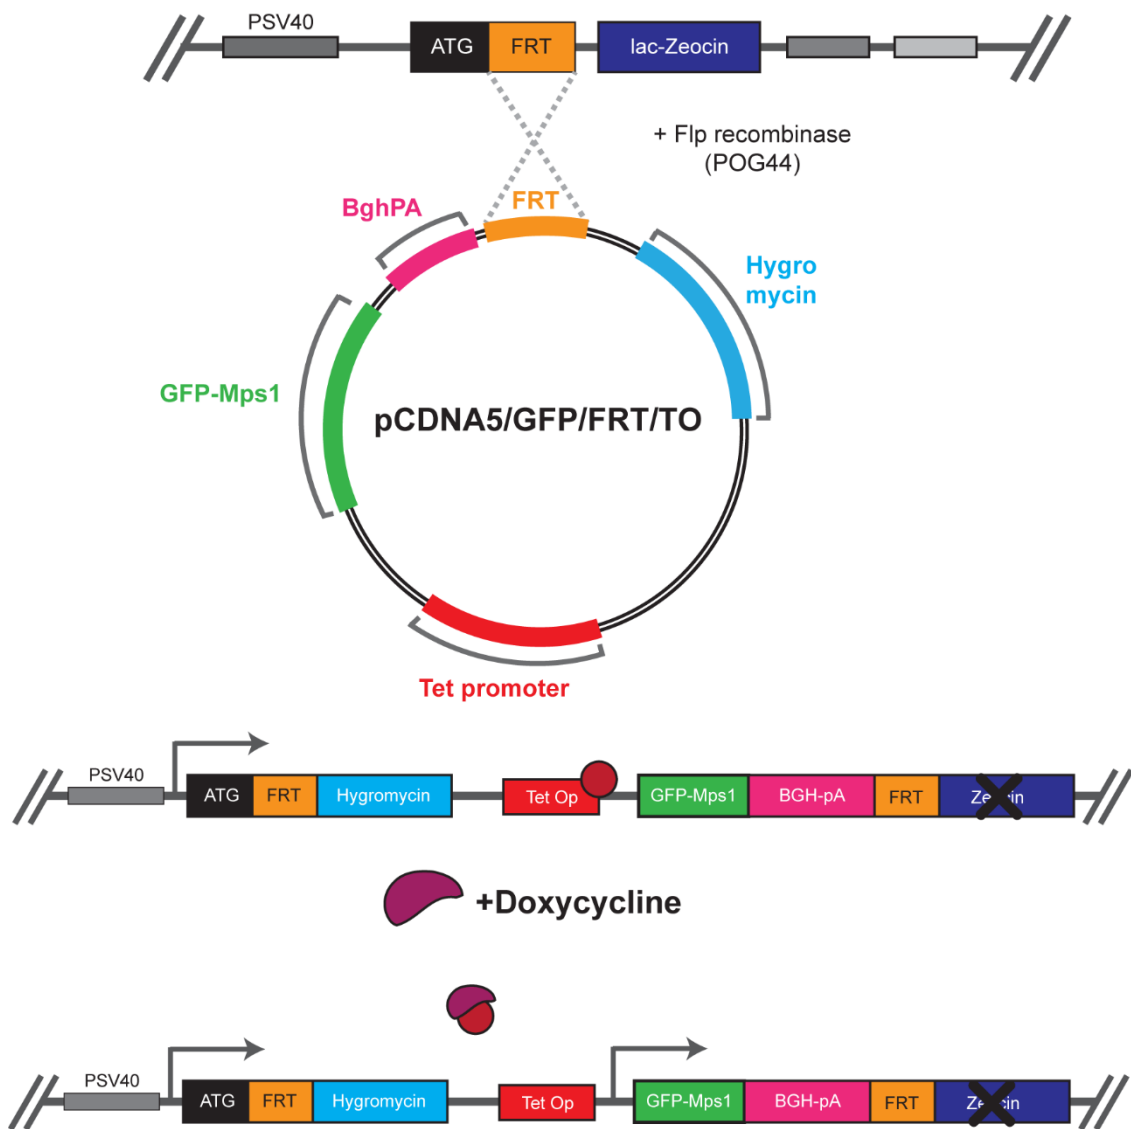 PSV40
ATG
FRT
lac-Zeocin
+ Flp recombinase
(POG44)
FRT
BghPA
Hygro
mycin
GFP-Mps1
pCDNA5/GFP/FRT/TO
Tet promoter
PSV40
ATG
FRT
Hygromycin
Tet Op
GFP-Mps1
BGH-pA
FRT
+Doxycycline
PSV40
ATG
FRT
Hygromycin
Tet Op
GFP-Mps1
BGH-pA
FRT